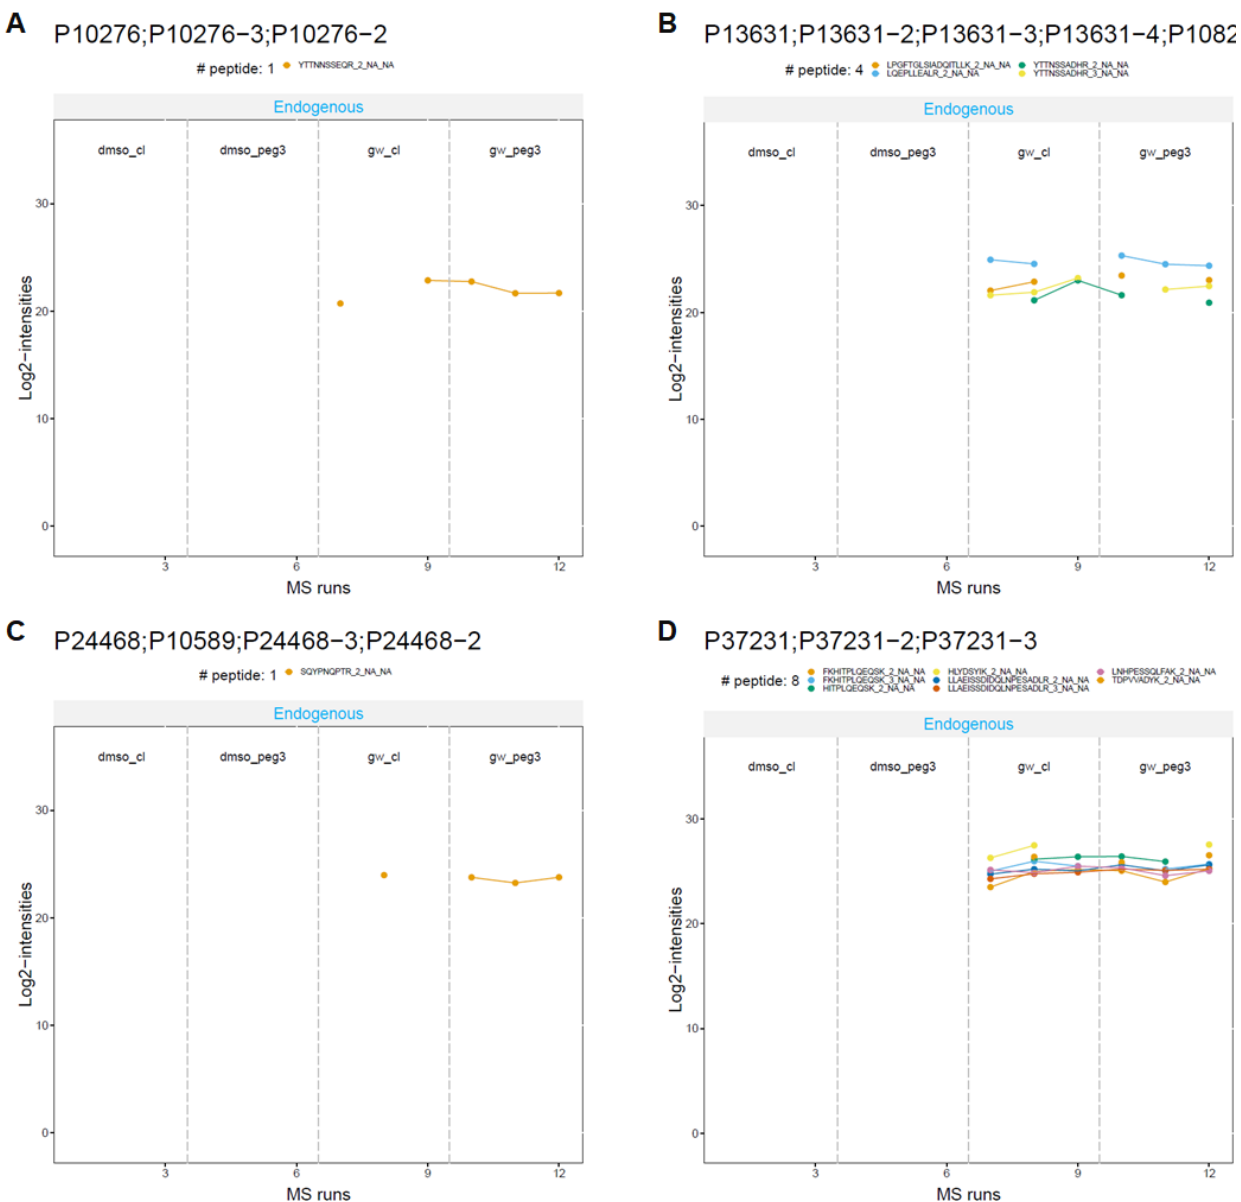 A
P10276;P10276−3;P10276−2
# peptide: 1
YTTNNSSEQR_2_NA_NA
Endogenous
dmso_cl dmso_peg3 gw_cl gw_peg3
30
20
10
0
Log2−intensities
3 6 9 12
MS runs
B
P13631;P13631−2;P13631−3;P13631−4;P1082
# peptide: 4
LPGFTGLSIADQITLLK_2_NA_NA YTTNSSADHR_2_NA_NA
LQEPLLEALR_2_NA_NA YTTNSSADHR_3_NA_NA
Endogenous
dmso_cl dmso_peg3 gw_cl gw_peg3
30
20
10
0
Log2−intensities
3 6 9 12
MS runs
C
P24468;P10589;P24468−3;P24468−2
# peptide: 1
SQYPNQPTR_2_NA_NA
Endogenous
dmso_cl dmso_peg3 gw_cl gw_peg3
30
20
10
0
Log2−intensities
3 6 9 12
MS runs
D
P37231;P37231−2;P37231−3
# peptide: 8
FKHITPLQEQSK_2_NA_NA HLYDSYIK_2_NA_NA LNHPESSQLFAK_2_NA_NA
FKHITPLQEQSK_3_NA_NA LLAEISSDIDQLNPESADLR_2_NA_NA TDPVVADYK_2_NA_NA
HITPLQEQSK_2_NA_NA LLAEISSDIDQLNPESADLR_3_NA_NA
Endogenous
dmso_cl dmso_peg3 gw_cl gw_peg3
30
20
10
0
Log2−intensities
3 6 9 12
MS runs